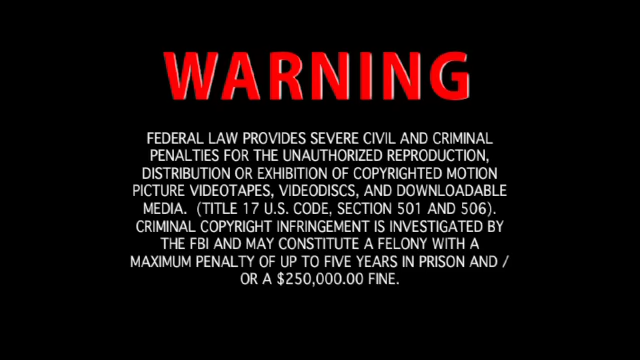 WARNING
FEDERAL LAW PROVIDES SEVERE CIVIL AND CRIMINAL
PENALTIES FOR THE UNAUTHORIZED REPRODUCTION,
DISTRIBUTION OR EXHIBITION OF COPYRIGHTED MOTION
PICTURE VIDEOTAPES, VIDEODISCS, AND DOWNLOADABLE
MEDIA.  (TITLE 17 U.S. CODE, SECTION 501 AND 506).
CRIMINAL COPYRIGHT INFRINGEMENT IS INVESTIGATED BY
THE FBI AND MAY CONSTITUTE A FELONY WITH A
MAXIMUM PENALTY OF UP TO FIVE YEARS IN PRISON AND /
OR A $250,000.00 FINE.